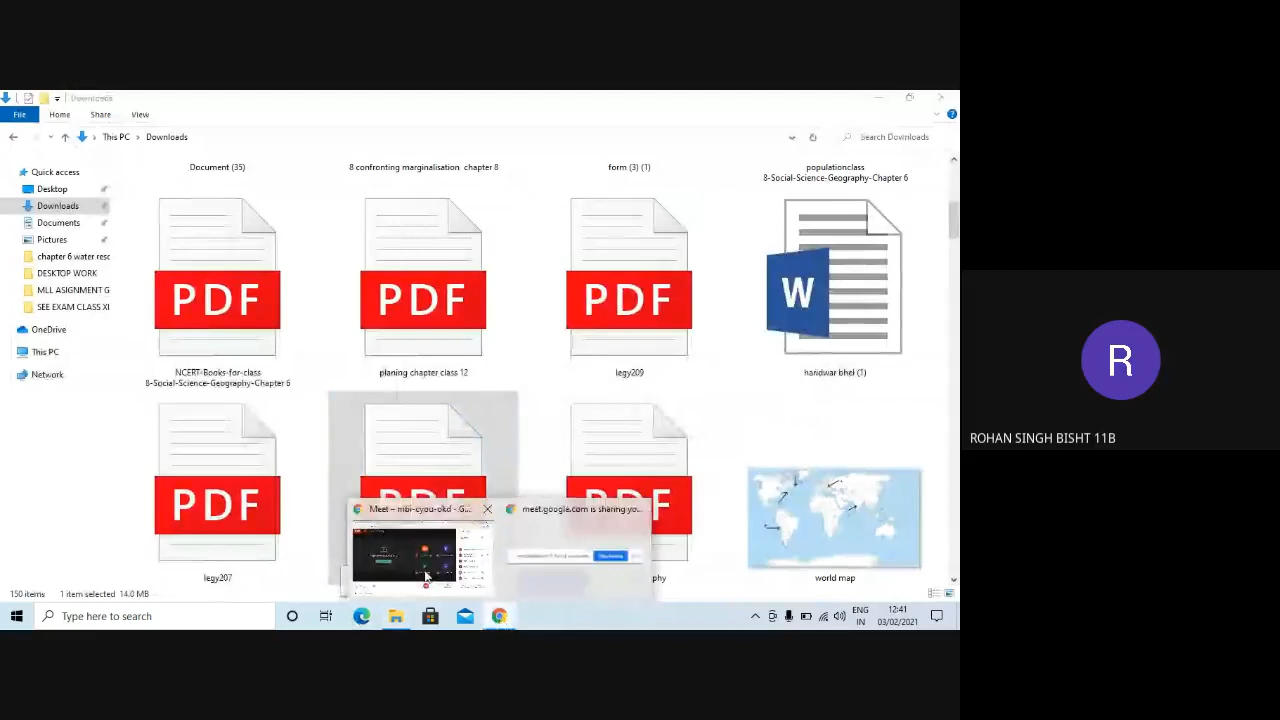 Downloads
File Home Share View
This PC Downloads
Search Downloads
Quick access
Desktop
Downloads
Documents
Pictures
chapter 6 water resc
DESKTOP WORK
MLL ASIGNMENT G
SEE EXAM CLASS XI
OneDrive
This PC
Network
Document (35)
8 confronting marginalisation chapter 8
form (3) (1)
populationclass
8-Social-Science-Geography-Chapter 6
PDF
PDF
PDF
W
NCERT-Books-for-class
8-Social-Science-Geography-Chapter 6
planing chapter class 12
legy209
haridwar bhel (1)
PDF
PDF
PDF
Meet – mbi-cyou-okd - G...
meet.google.com is sharing yo...
legy207
phy
world map
150 items 1 item selected 14.0 MB
Type here to search
ENG
IN
12:41
03/02/2021
R
ROHAN SINGH BISHT 11B